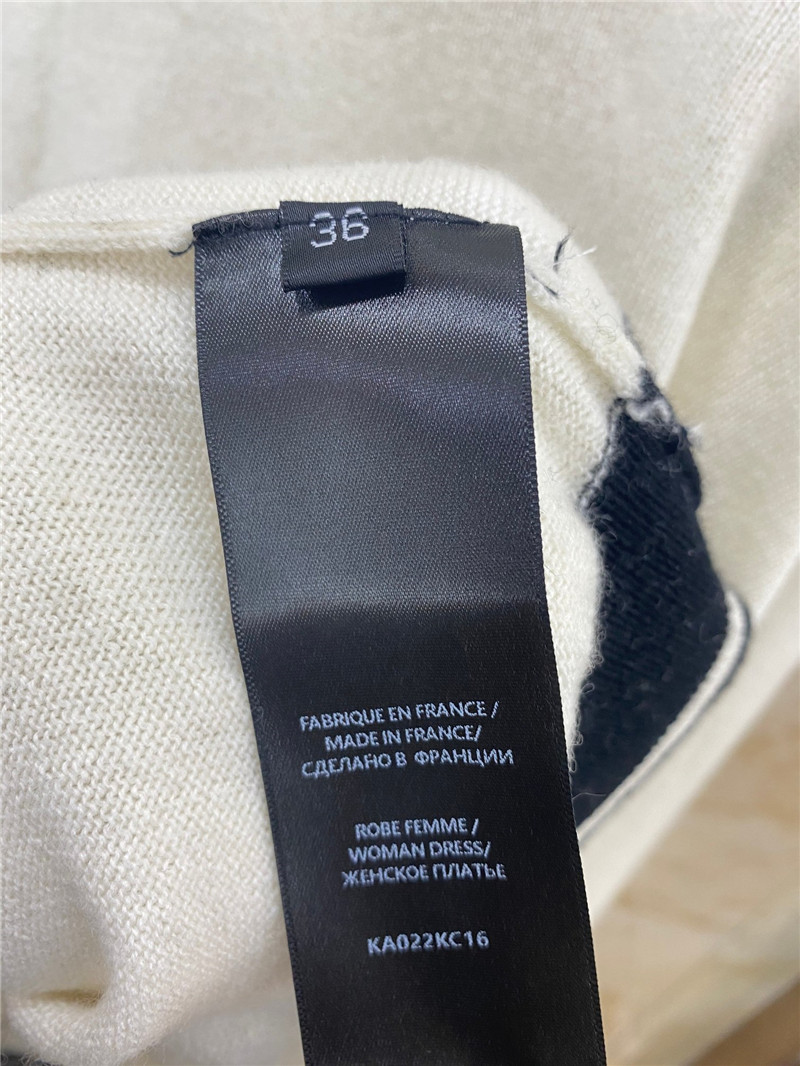 36
FABRIQUE EN FRANCE /
MADE IN FRANCE/
СДЕЛАНО В ФРАНЦИИ
ROBE FEMME /
WOMAN DRESS/
ЖЕНСКОЕ ПЛАТЬЕ
KA022KC16